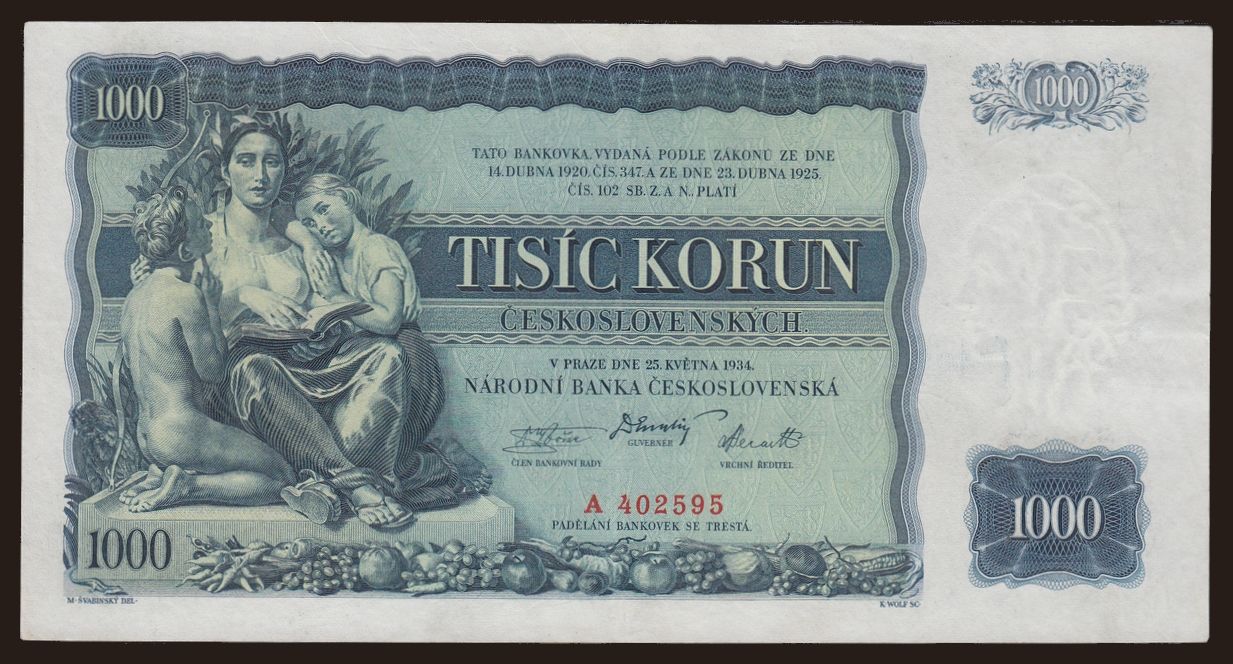 1000
1000
TATO BANKOVKA, VYDANÁ PODLE ZÁKONŮ ZE DNE
14. DUBNA 1920, ČÍS. 347. A ZE DNE 23. DUBNA 1925,
ČÍS. 102 SB. Z. A N., PLATÍ
TISÍC KORUN
ČESKOSLOVENSKÝCH.
V PRAZE DNE 25. KVĚTNA 1934.
NÁRODNÍ BANKA ČESKOSLOVENSKÁ
GUVERNÉR
ČLEN BANKOVNÍ RADY
VRCHNÍ ŘEDITEL
A 402595
PADĚLÁNÍ BANKOVEK SE TRESTÁ.
1000
1000
M·ŠVABINSKÝ DEL·
K·WOLF SC·